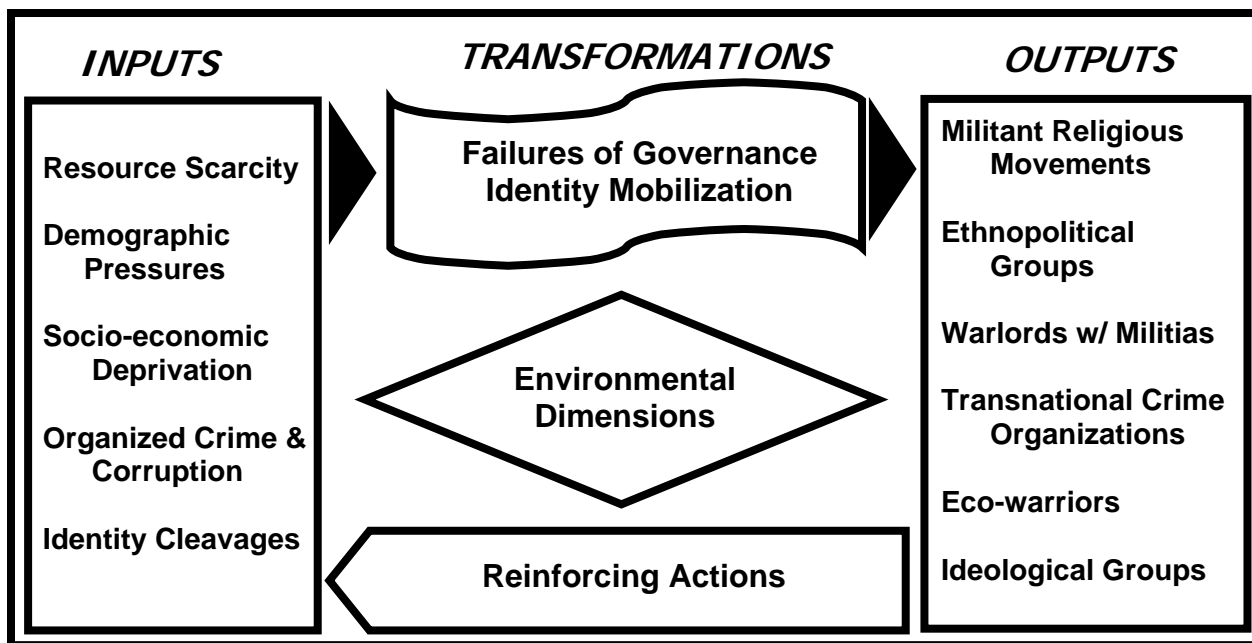 INPUTS
Resource Scarcity
Demographic
Pressures
Socio-economic
Deprivation
Organized Crime &
Corruption
Identity Cleavages
TRANSFORMATIONS
Failures of Governance
Identity Mobilization
Environmental
Dimensions
Reinforcing Actions
OUTPUTS
Militant Religious
Movements
Ethnopolitical
Groups
Warlords w/ Militias
Transnational Crime
Organizations
Eco-warriors
Ideological Groups